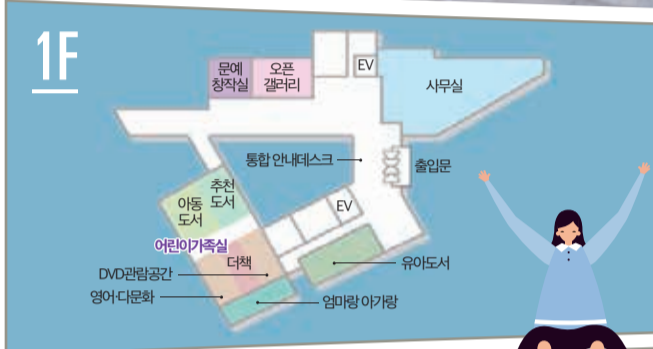 1F
문예
창작실
오픈
갤러리
EV
사무실
통합 안내데스크
출입문
추천
도서
아동
도서
EV
어린이가족실
더책
DVD관람공간
유아도서
영어·다문화
엄마랑 아가랑